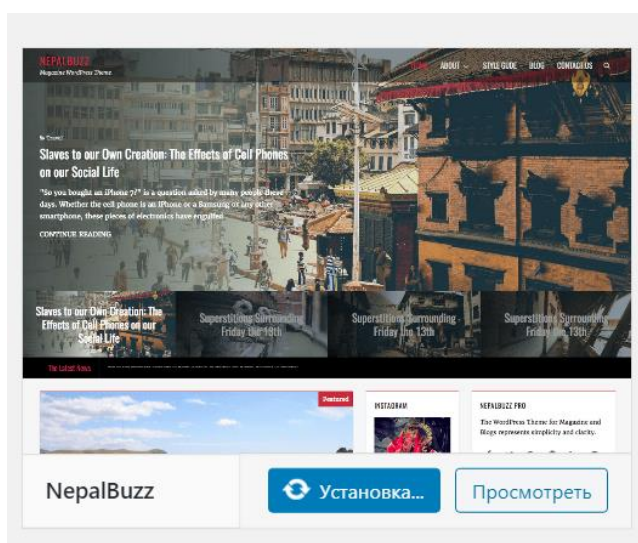 NEPALBUZZ
Magazine WordPress Theme
HOME ABOUT STYLE GUDE BLOG CONTACT US
In Travel
Slaves to our Own Creation: The Effects of Cell Phones
on our Social Life
"So you bought an iPhone 7?" is a question asked by many people these
days. Whether the cell phone is an iPhone or a Samsung or any other
smartphone, these pieces of electronics have engulfed
CONTINUE READING
Slaves to our Own Creation: The
Effects of Cell Phones on our
Social Life
Superstitions Surrounding
Friday the 13th
Superstitions Surrounding
Friday the 13th
Superstitions Surrounding
Friday the 13th
The Latest News
Featured
INSTAGRAM
NEPALBUZZ PRO
The WordPress Theme for Magazine and
Blogs represents simplicity and clarity.
NepalBuzz
Установка...
Просмотреть